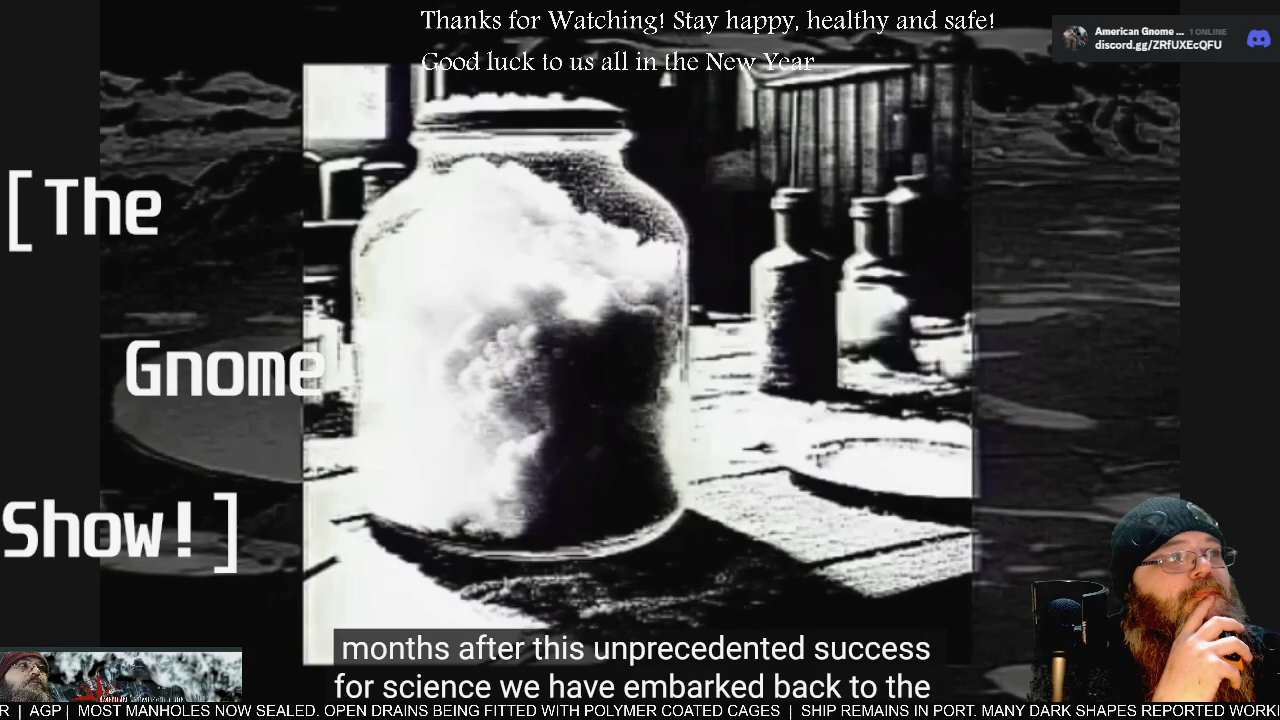 Thanks for Watching! Stay happy, healthy and safe!
Good luck to us all in the New Year
American Gnome ... 1 ONLINE
discord.gg/ZRfUXEcQFU
[ The
Gnome
Show! ]
months after this unprecedented success
for science we have embarked back to the
R | AGP | MOST MANHOLES NOW SEALED. OPEN DRAINS BEING FITTED WITH POLYMER COATED CAGES | SHIP REMAINS IN PORT. MANY DARK SHAPES REPORTED WORKI